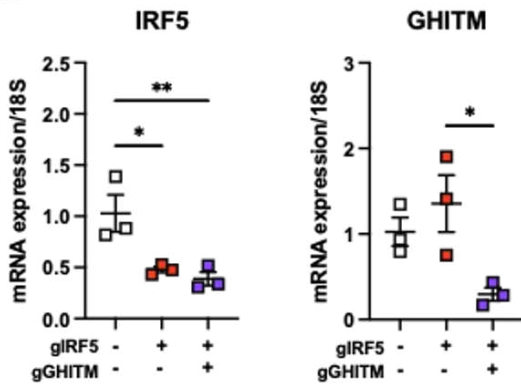 IRF5
mRNA expression/18S
2.5
2.0
1.5
1.0
0.5
0.0
**
*
gIRF5 - + +
gGHITM - - +
GHITM
mRNA expression/18S
3
2
1
0
*
gIRF5 - + +
gGHITM - - +